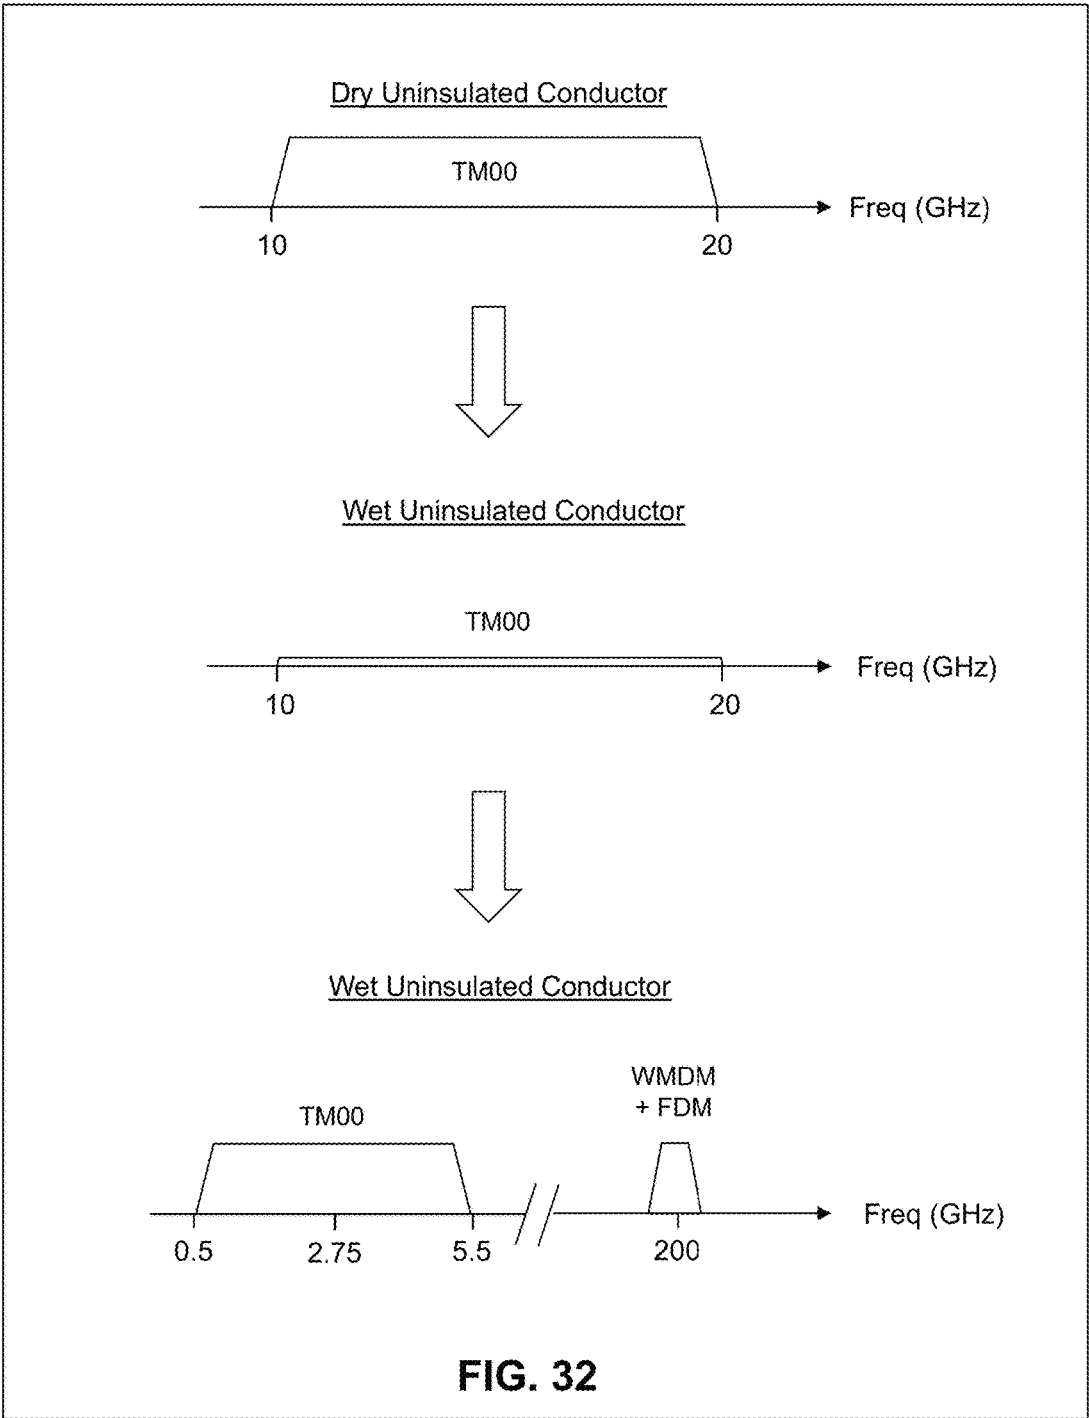 Dry Uninsulated Conductor
TM00
Freq (GHz)
10
20
Wet Uninsulated Conductor
TM00
Freq (GHz)
10
20
Wet Uninsulated Conductor
WMDM
+ FDM
TM00
Freq (GHz)
0.5
2.75
5.5
200
FIG. 32